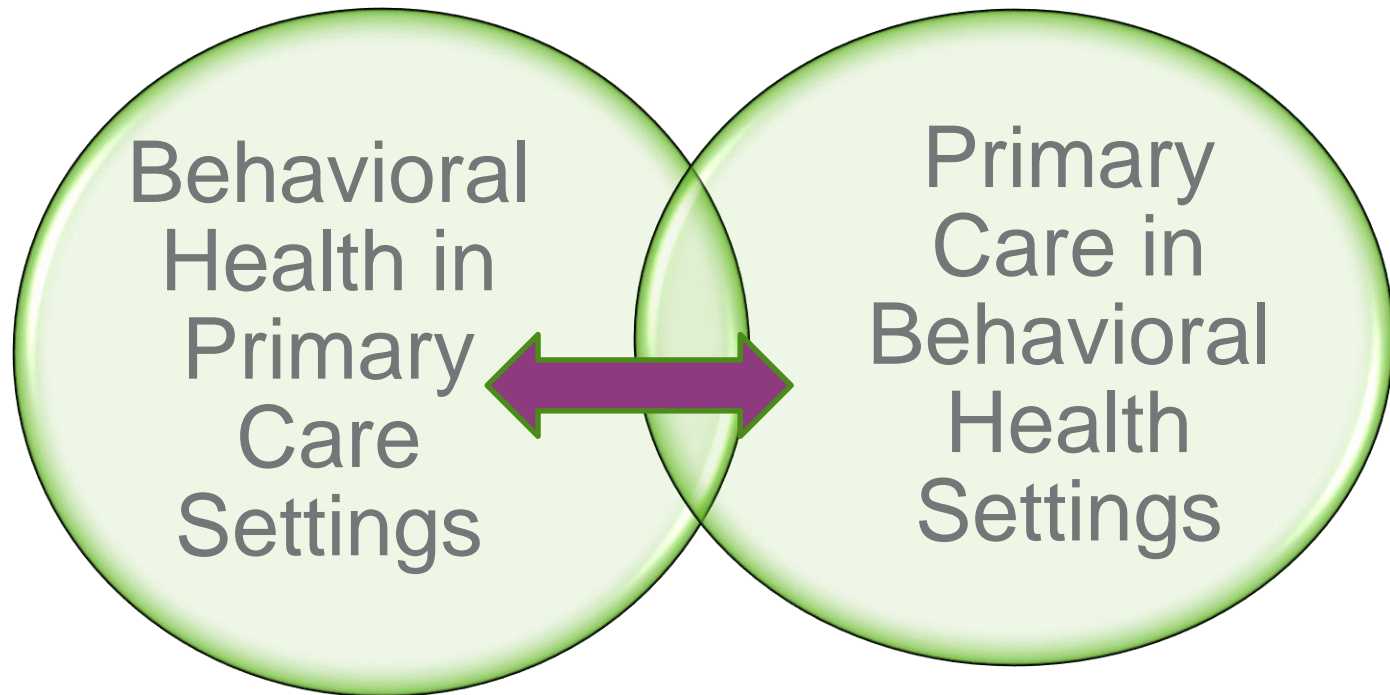 Behavioral
Health in
Primary
Care
Settings
Primary
Care in
Behavioral
Health
Settings